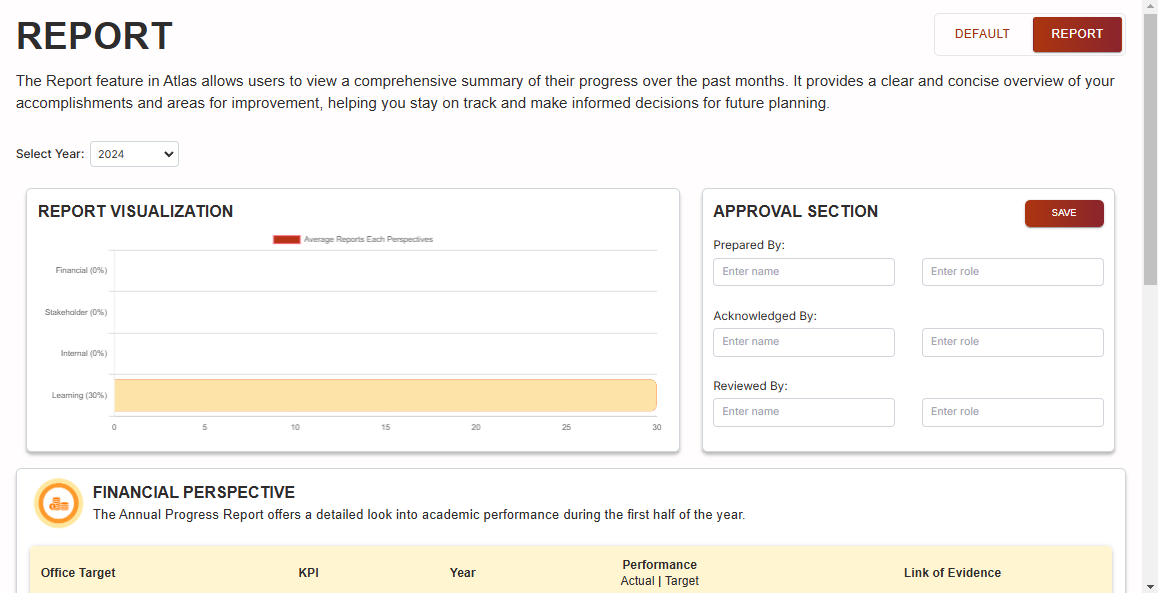 REPORT
DEFAULT
REPORT
The Report feature in Atlas allows users to view a comprehensive summary of their progress over the past months. It provides a clear and concise overview of your
accomplishments and areas for improvement, helping you stay on track and make informed decisions for future planning.
Select Year:
2024
REPORT VISUALIZATION
Average Reports Each Perspectives
Financial (0%)
Stakeholder (0%)
Internal (0%)
Learning (30%)
0 5 10 15 20 25 30
APPROVAL SECTION
SAVE
Prepared By:
Enter name
Enter role
Acknowledged By:
Enter name
Enter role
Reviewed By:
Enter name
Enter role
FINANCIAL PERSPECTIVE
The Annual Progress Report offers a detailed look into academic performance during the first half of the year.
Office Target
KPI
Year
Performance
Actual | Target
Link of Evidence